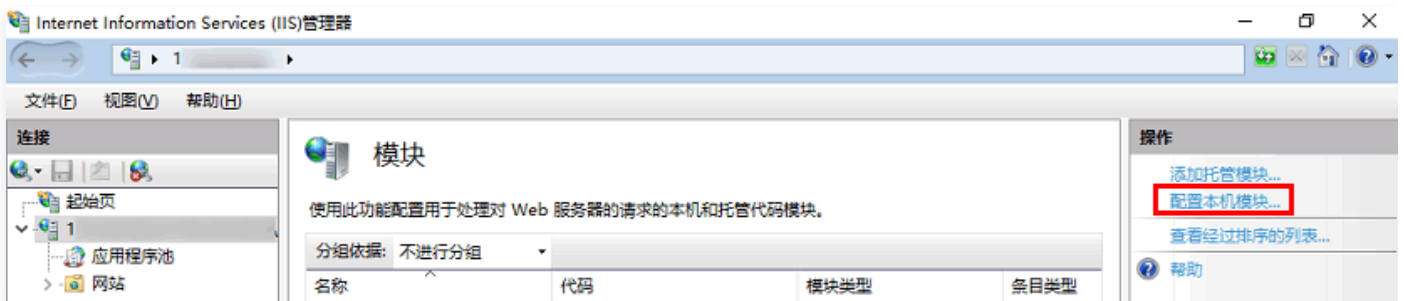 Internet Information Services (IIS)管理器
1
文件(F) 视图(V) 帮助(H)
连接
起始页
1
应用程序池
网站
模块
使用此功能配置用于处理对 Web 服务器的请求的本机和托管代码模块。
分组依据: 不进行分组
名称 代码 模块类型 条目类型
操作
添加托管模块...
配置本机模块...
查看经过排序的列表...
帮助